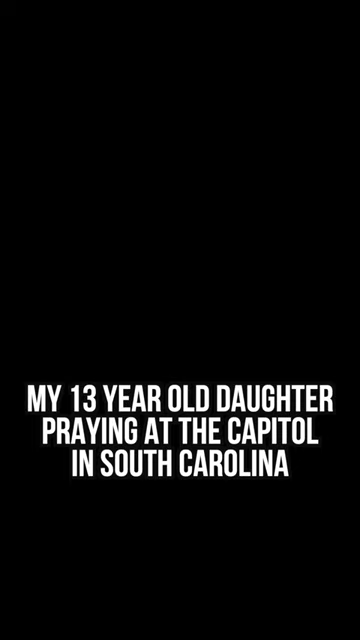 MY 13 YEAR OLD DAUGHTER
PRAYING AT THE CAPITOL
IN SOUTH CAROLINA